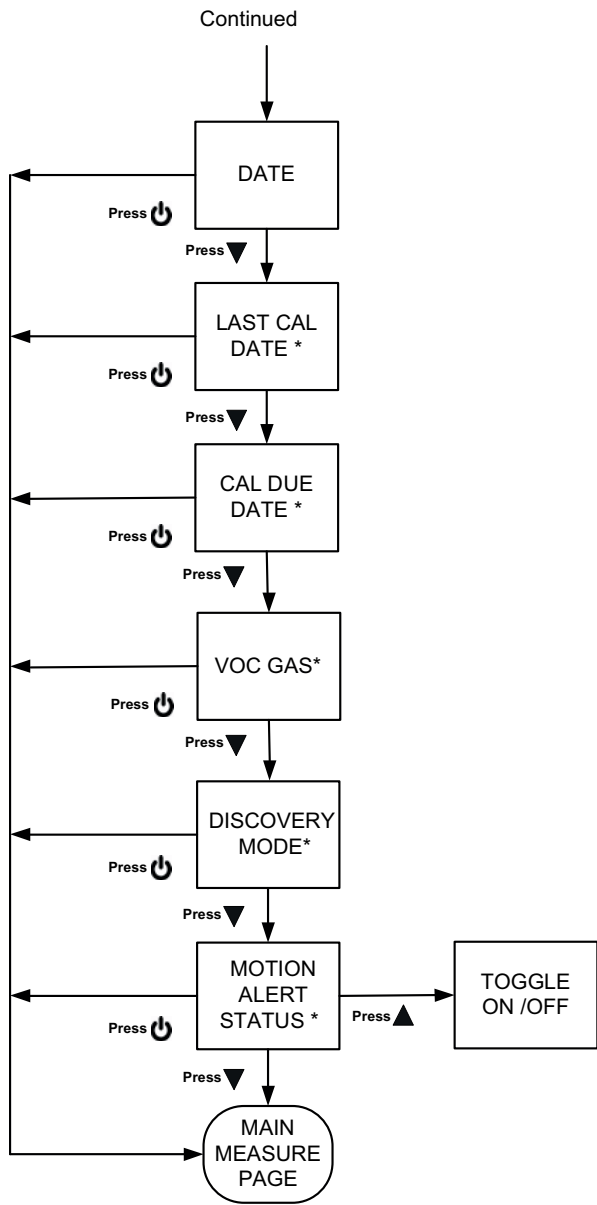 Continued
DATE
Press
Press
LAST CAL
DATE *
Press
Press
CAL DUE
DATE *
Press
Press
VOC GAS*
Press
Press
DISCOVERY
MODE*
Press
Press
MOTION
ALERT
STATUS *
Press
Press
TOGGLE
ON /OFF
Press
MAIN
MEASURE
PAGE